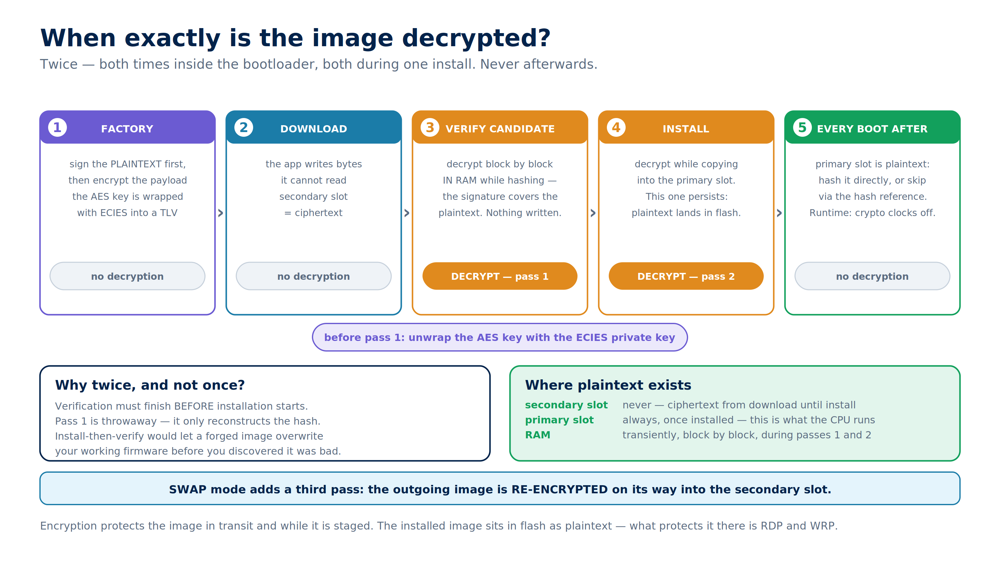 When exactly is the image decrypted?
Twice — both times inside the bootloader, both during one install. Never afterwards.
1 FACTORY
sign the PLAINTEXT first,
then encrypt the payload
the AES key is wrapped
with ECIES into a TLV
no decryption
›
2 DOWNLOAD
the app writes bytes
it cannot read
secondary slot
= ciphertext
no decryption
›
3 VERIFY CANDIDATE
decrypt block by block
IN RAM while hashing —
the signature covers the
plaintext. Nothing written.
DECRYPT — pass 1
›
4 INSTALL
decrypt while copying
into the primary slot.
This one persists:
plaintext lands in flash.
DECRYPT — pass 2
›
5 EVERY BOOT AFTER
primary slot is plaintext:
hash it directly, or skip
via the hash reference.
Runtime: crypto clocks off.
no decryption
before pass 1: unwrap the AES key with the ECIES private key
Why twice, and not once?
Verification must finish BEFORE installation starts.
Pass 1 is throwaway — it only reconstructs the hash.
Install-then-verify would let a forged image overwrite
your working firmware before you discovered it was bad.
Where plaintext exists
secondary slot never — ciphertext from download until install
primary slot always, once installed — this is what the CPU runs
RAM transiently, block by block, during passes 1 and 2
SWAP mode adds a third pass: the outgoing image is RE-ENCRYPTED on its way into the secondary slot.
Encryption protects the image in transit and while it is staged. The installed image sits in flash as plaintext — what protects it there is RDP and WRP.